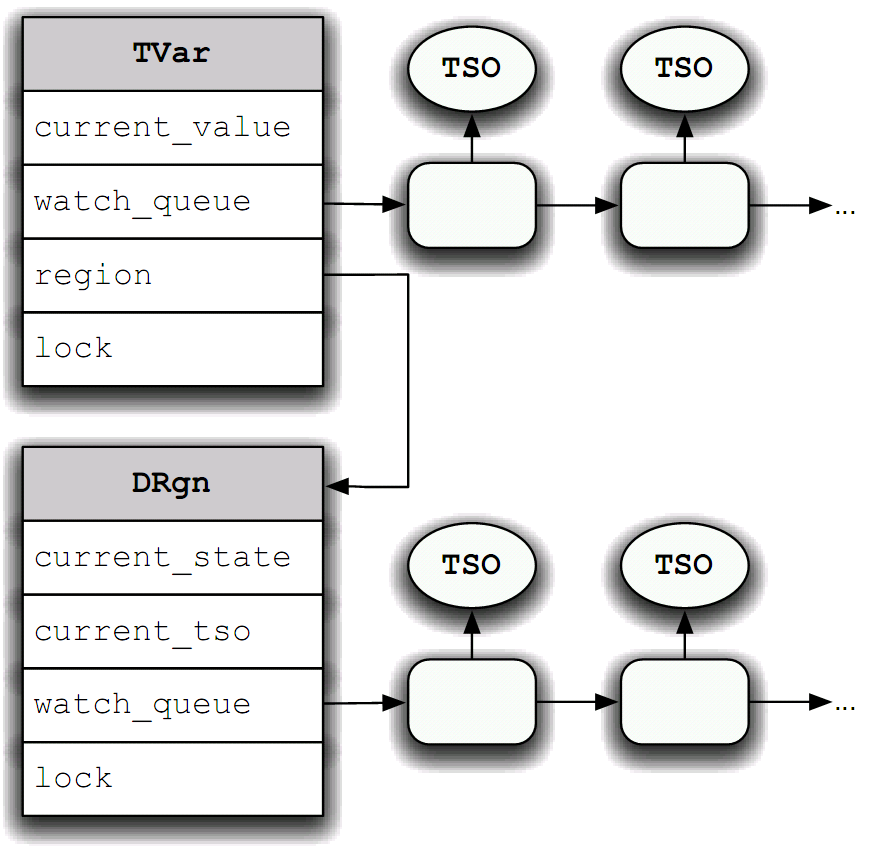 TVar
TSO
TSO
current_value
watch_queue
...
region
lock
DRgn
current_state
TSO
TSO
current_tso
watch_queue
...
lock